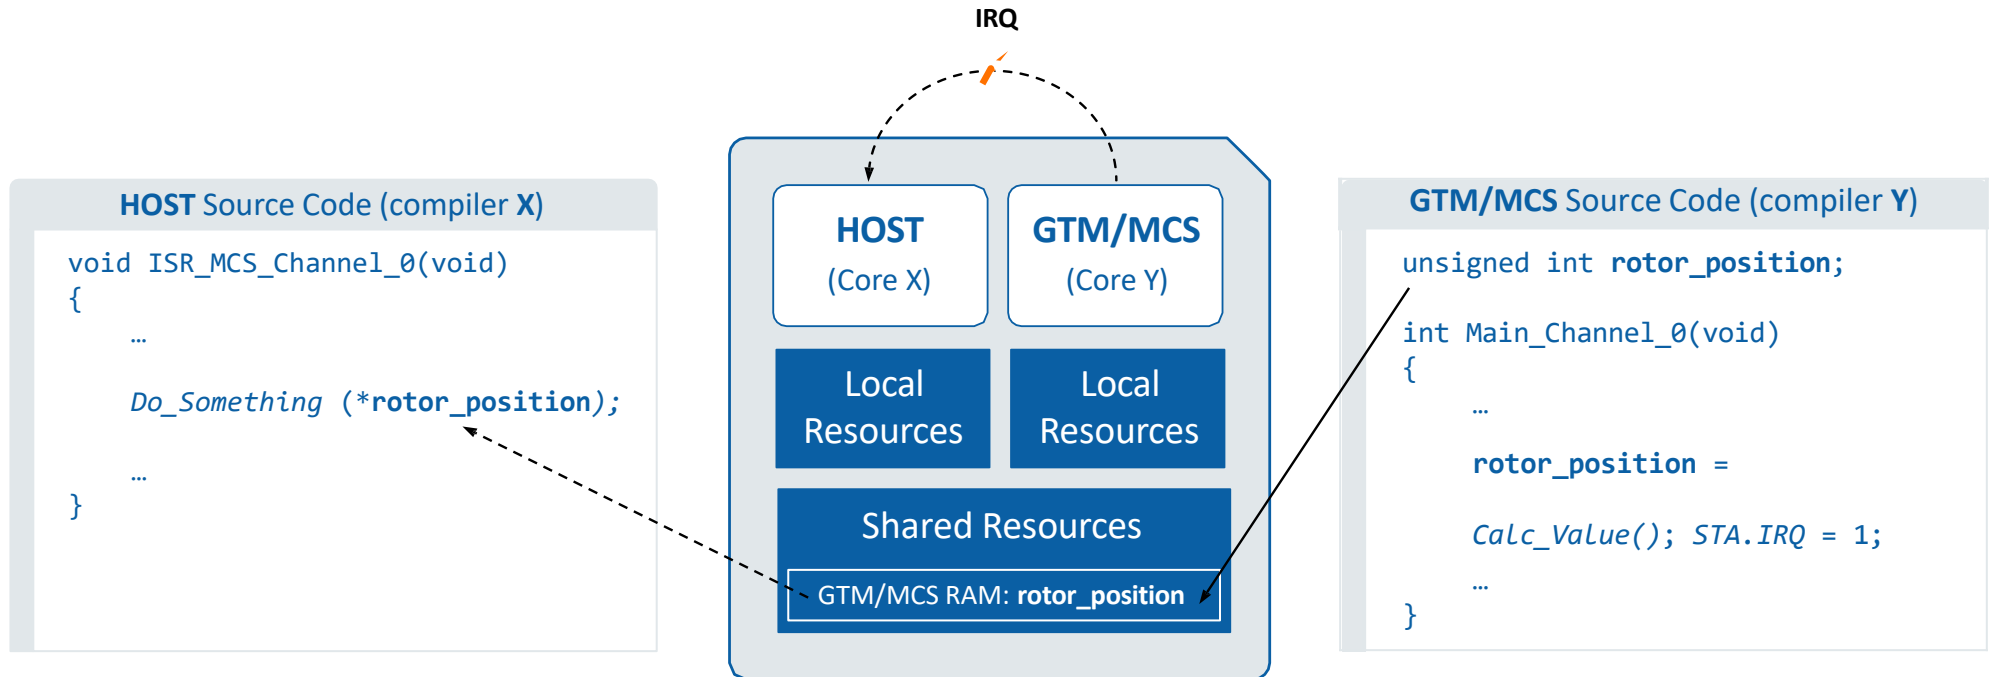 IRQ
HOST Source Code (compiler X)
void ISR_MCS_Channel_0(void)
{
…
Do_Something (*rotor_position);
…
}
HOST
(Core X)
GTM/MCS
(Core Y)
Local
Resources
Local
Resources
Shared Resources
GTM/MCS RAM: rotor_position
GTM/MCS Source Code (compiler Y)
unsigned int rotor_position;
int Main_Channel_0(void)
{
…
rotor_position =
Calc_Value(); STA.IRQ = 1;
…
}